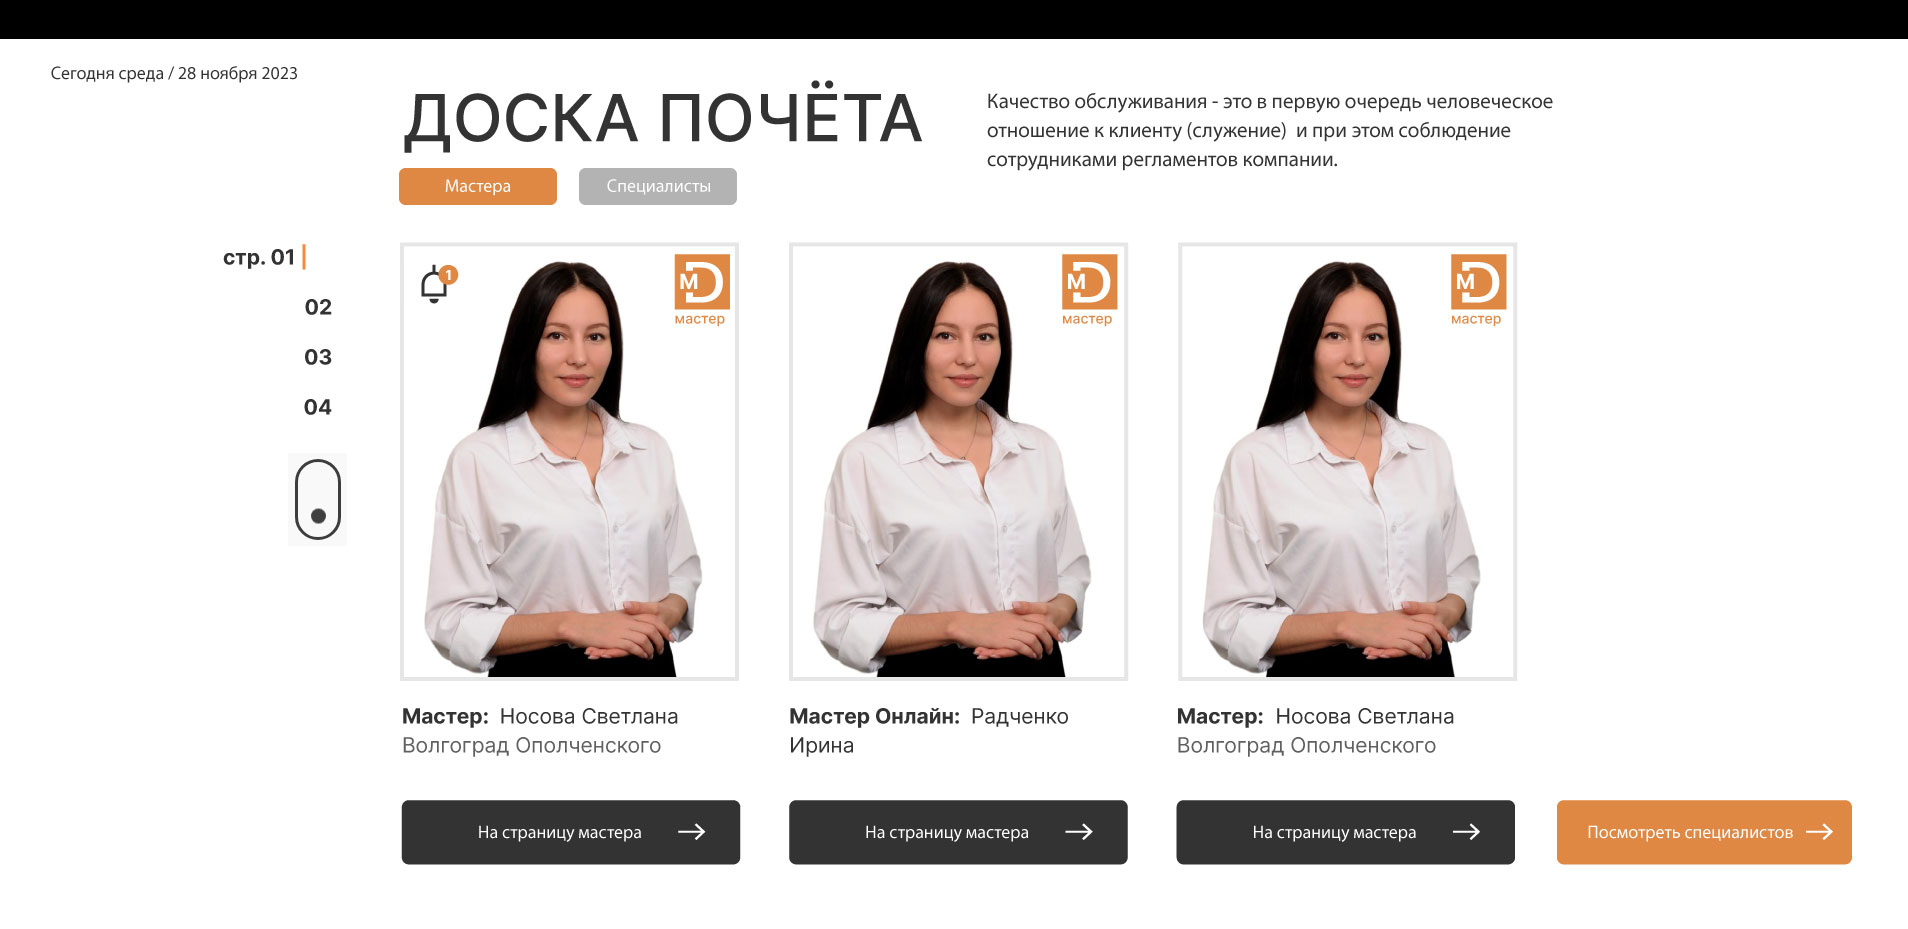 Сегодня среда / 28 ноября 2023
ДОСКА ПОЧЁТА
Качество обслуживания - это в первую очередь человеческое
отношение к клиенту (служение) и при этом соблюдение
сотрудниками регламентов компании.
Мастера
Специалисты
стр. 01
02
03
04
1
MD
мастер
MD
мастер
MD
мастер
Мастер: Носова Светлана
Волгоград Ополченского
Мастер Онлайн: Радченко
Ирина
Мастер: Носова Светлана
Волгоград Ополченского
На страницу мастера
На страницу мастера
На страницу мастера
Посмотреть специалистов